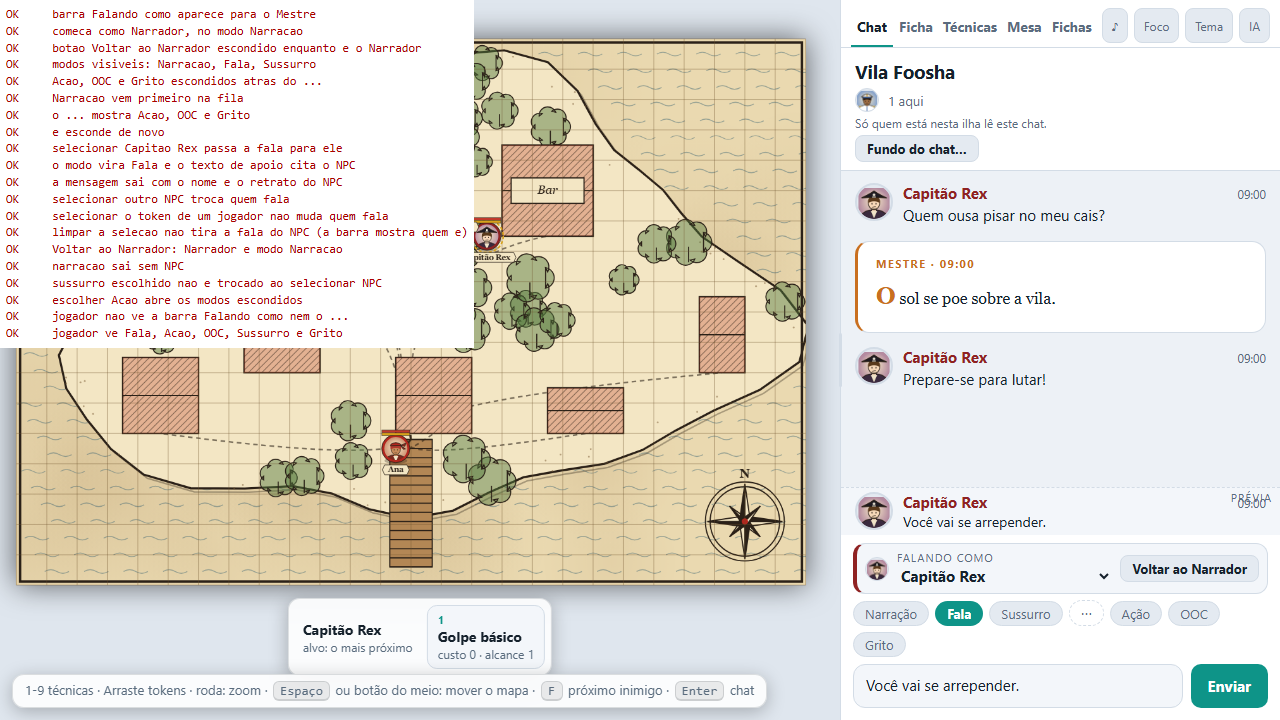 OK barra Falando como aparece para o Mestre
OK comeca como Narrador, no modo Narracao
OK botao Voltar ao Narrador escondido enquanto e o Narrador
OK modos visiveis: Narracao, Fala, Sussurro
OK Acao, OOC e Grito escondidos atras do ...
OK Narracao vem primeiro na fila
OK o ... mostra Acao, OOC e Grito
OK e esconde de novo
OK selecionar Capitao Rex passa a fala para ele
OK o modo vira Fala e o texto de apoio cita o NPC
OK a mensagem sai com o nome e o retrato do NPC
OK selecionar outro NPC troca quem fala
OK selecionar o token de um jogador nao muda quem fala
OK limpar a selecao nao tira a fala do NPC (a barra mostra quem e)
OK Voltar ao Narrador: Narrador e modo Narracao
OK narracao sai sem NPC
OK sussurro escolhido nao e trocado ao selecionar NPC
OK escolher Acao abre os modos escondidos
OK jogador nao ve a barra Falando como nem o ...
OK jogador ve Fala, Acao, OOC, Sussurro e Grito
Bar
pitão Rex
Ana
N
Capitão Rex
alvo: o mais próximo
1
Golpe básico
custo 0 · alcance 1
1-9 técnicas · Arraste tokens · roda: zoom · Espaço ou botão do meio: mover o mapa · F próximo inimigo · Enter chat
Chat Ficha Técnicas Mesa Fichas ♪ Foco Tema IA
Vila Foosha
1 aqui
Só quem está nesta ilha lê este chat.
Fundo do chat...
Capitão Rex 09:00
Quem ousa pisar no meu cais?
MESTRE · 09:00
O sol se poe sobre a vila.
Capitão Rex 09:00
Prepare-se para lutar!
PRÉVIA
Capitão Rex 09:00
Você vai se arrepender.
FALANDO COMO
Capitão Rex
Voltar ao Narrador
Narração Fala Sussurro ... Ação OOC
Grito
Você vai se arrepender.
Enviar